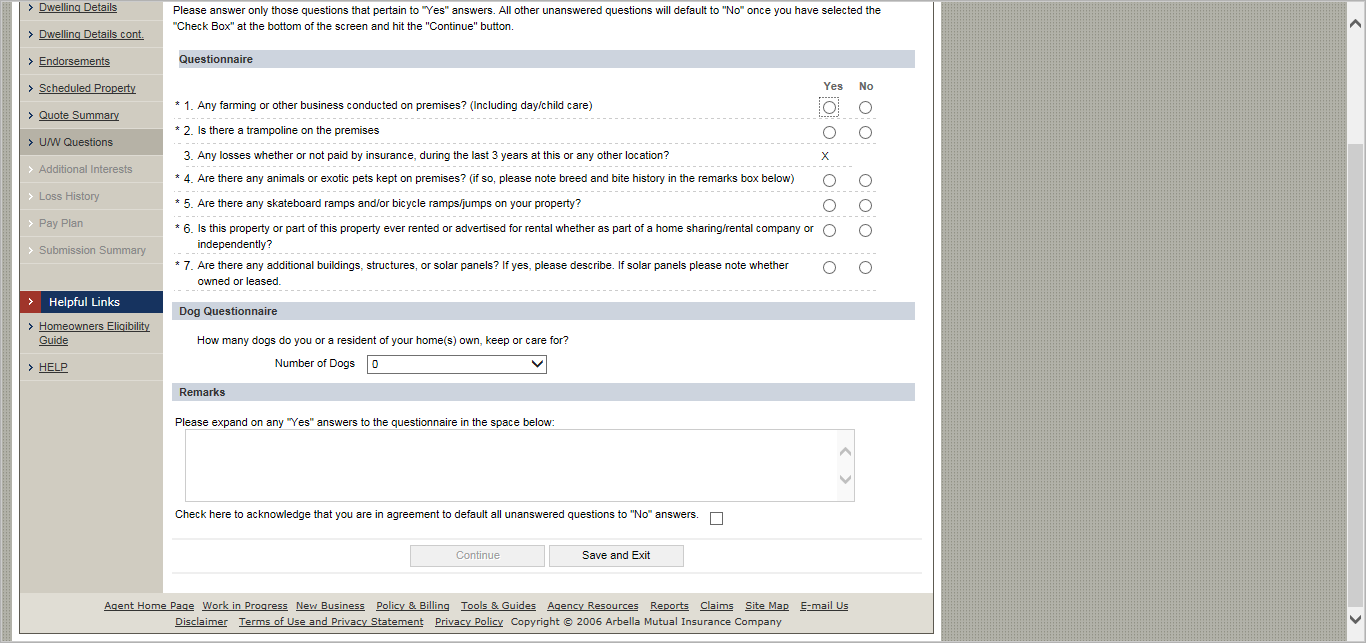 Dwelling Details
Dwelling Details cont.
Endorsements
Scheduled Property
Quote Summary
U/W Questions
Additional Interests
Loss History
Pay Plan
Submission Summary
Helpful Links
Homeowners Eligibility
Guide
HELP
Please answer only those questions that pertain to "Yes" answers. All other unanswered questions will default to "No" once you have selected the
"Check Box" at the bottom of the screen and hit the "Continue" button.
Questionnaire
Yes No
* 1. Any farming or other business conducted on premises? (Including day/child care)
* 2. Is there a trampoline on the premises
3. Any losses whether or not paid by insurance, during the last 3 years at this or any other location? X
* 4. Are there any animals or exotic pets kept on premises? (if so, please note breed and bite history in the remarks box below)
* 5. Are there any skateboard ramps and/or bicycle ramps/jumps on your property?
* 6. Is this property or part of this property ever rented or advertised for rental whether as part of a home sharing/rental company or
independently?
* 7. Are there any additional buildings, structures, or solar panels? If yes, please describe. If solar panels please note whether
owned or leased.
Dog Questionnaire
How many dogs do you or a resident of your home(s) own, keep or care for?
Number of Dogs 0
Remarks
Please expand on any "Yes" answers to the questionnaire in the space below:
Check here to acknowledge that you are in agreement to default all unanswered questions to "No" answers.
Continue Save and Exit
Agent Home Page Work in Progress New Business Policy & Billing Tools & Guides Agency Resources Reports Claims Site Map E-mail Us
Disclaimer Terms of Use and Privacy Statement Privacy Policy Copyright © 2006 Arbella Mutual Insurance Company